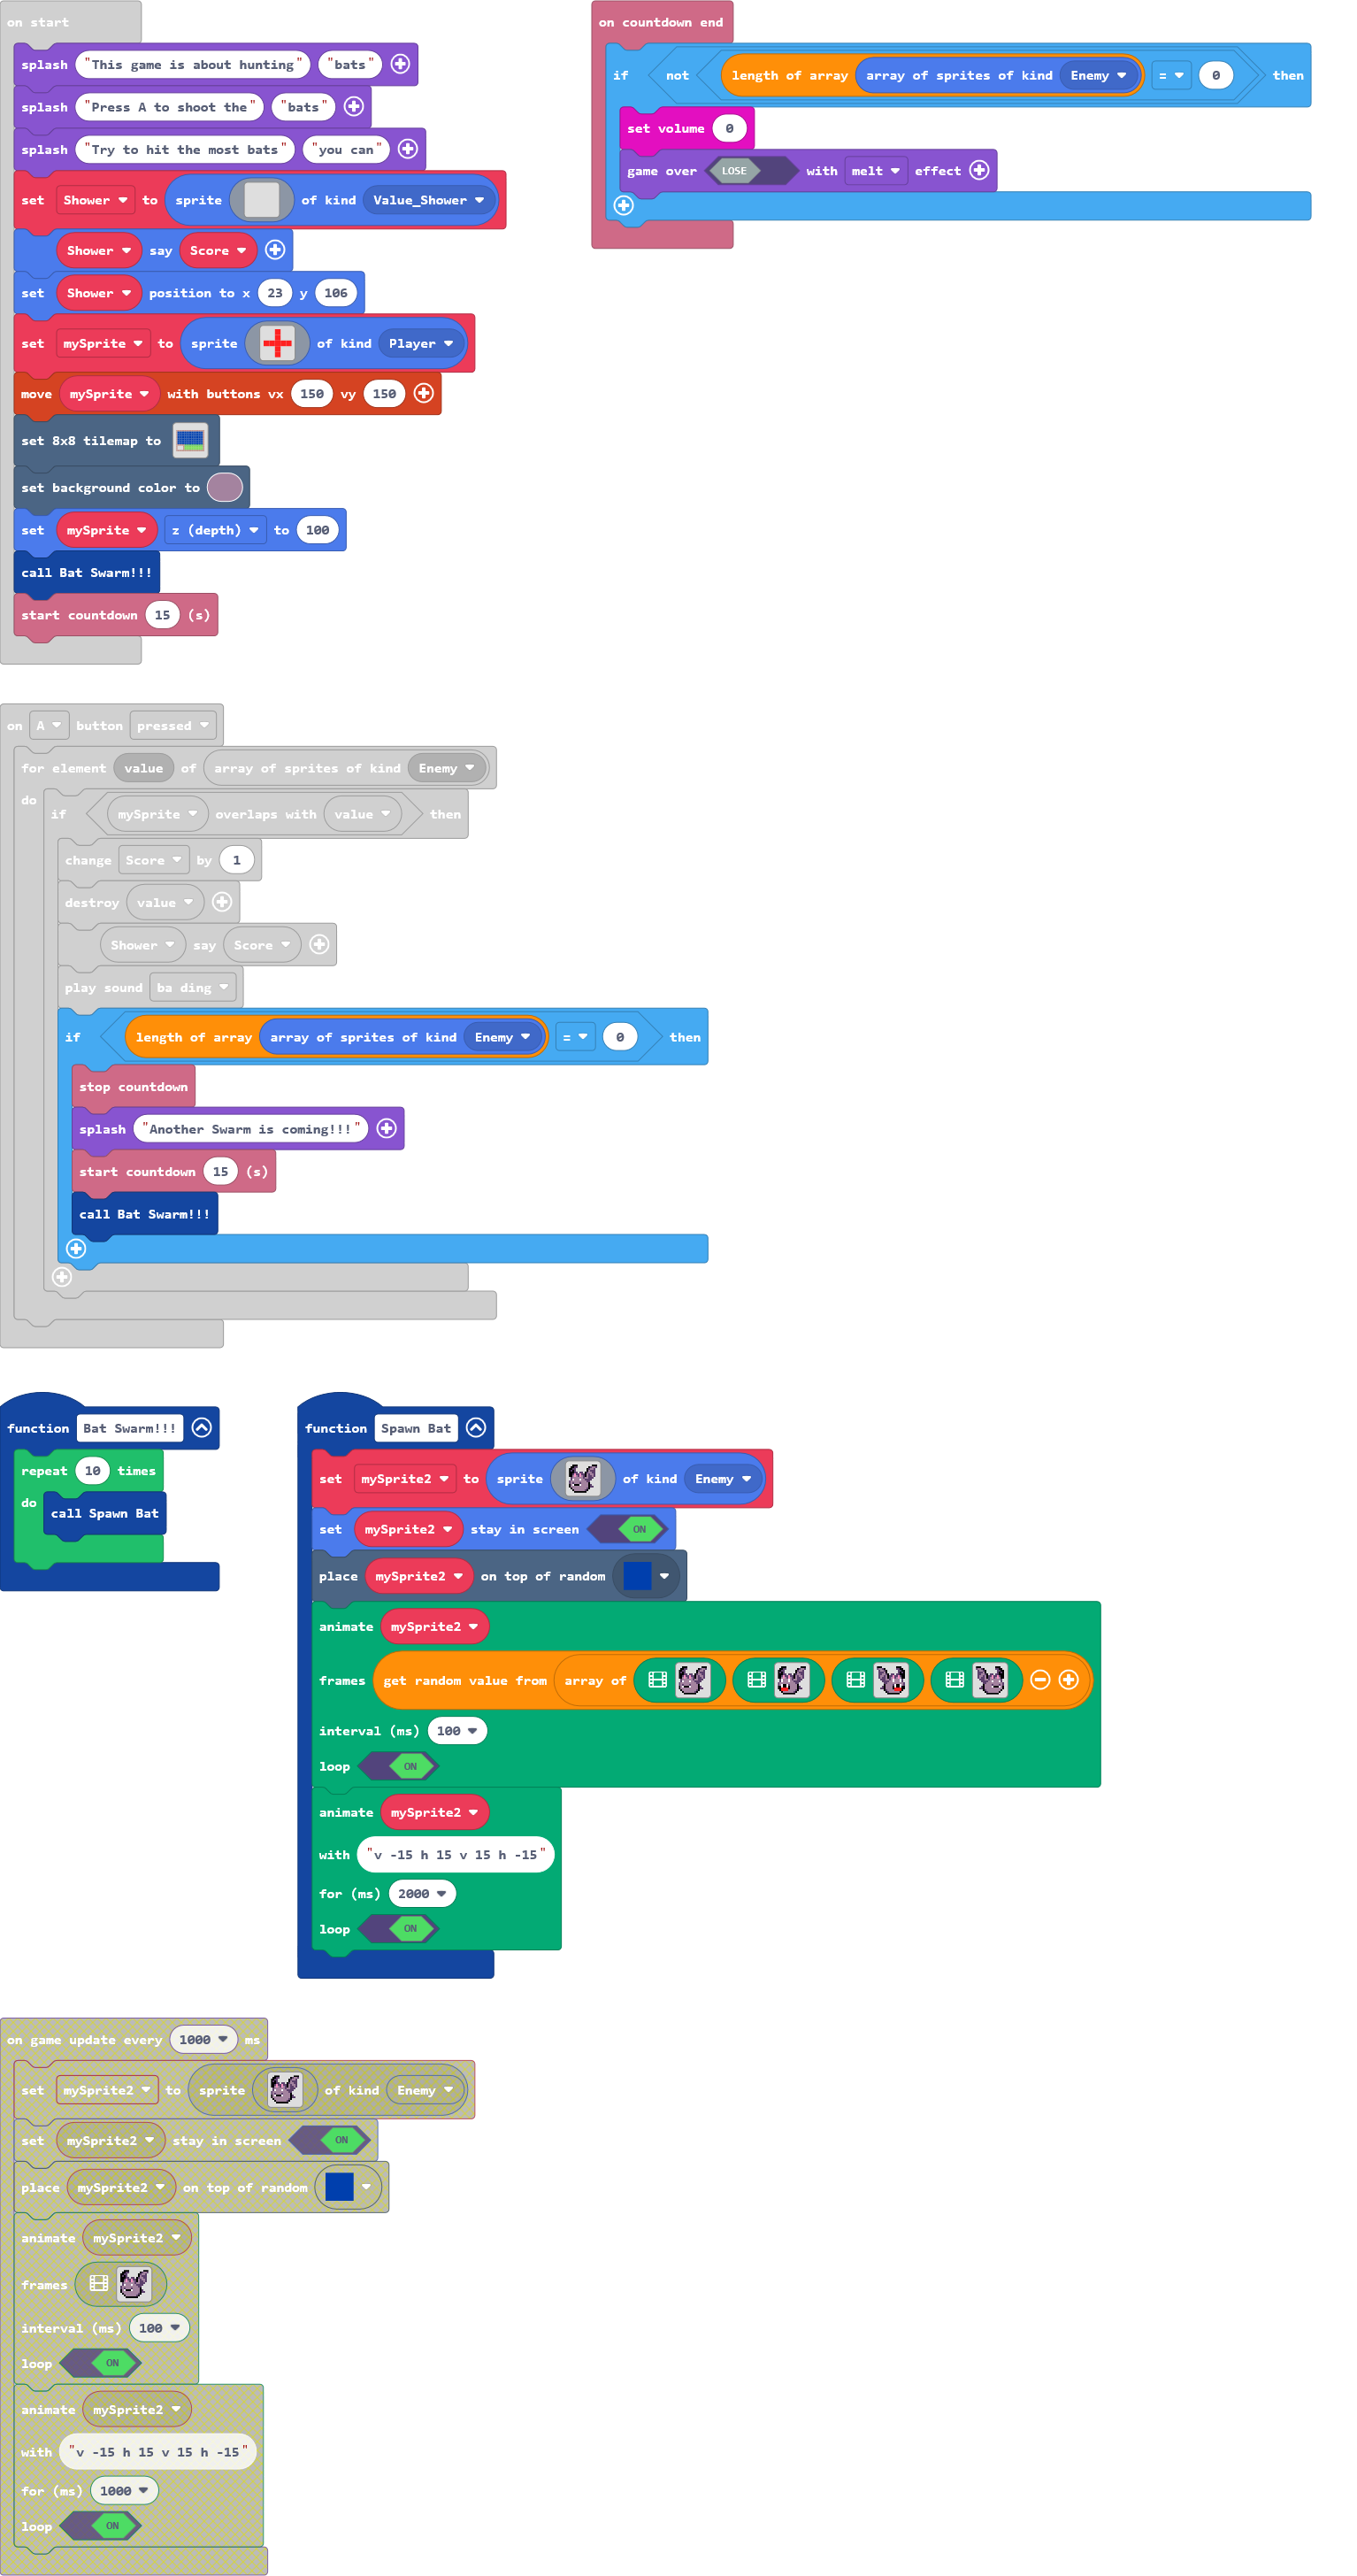 on start
splash "This game is about hunting" "bats"
splash "Press A to shoot the" "bats"
splash "Try to hit the most bats" "you can"
set Shower to sprite of kind Value_Shower
Shower say Score
set Shower position to x 23 y 106
set mySprite to sprite of kind Player
move mySprite with buttons vx 150 vy 150
set 8x8 tilemap to
set background color to
set mySprite z (depth) to 100
call Bat Swarm!!!
start countdown 15 (s)
on countdown end
if not length of array array of sprites of kind Enemy = 0 then
set volume 0
game over LOSE with melt effect
on A button pressed
for element value of array of sprites of kind Enemy
do
if mySprite overlaps with value then
change Score by 1
destroy value
Shower say Score
play sound ba ding
if length of array array of sprites of kind Enemy = 0 then
stop countdown
splash "Another Swarm is coming!!!"
start countdown 15 (s)
call Bat Swarm!!!
function Bat Swarm!!!
repeat 10 times
do
call Spawn Bat
function Spawn Bat
set mySprite2 to sprite of kind Enemy
set mySprite2 stay in screen ON
place mySprite2 on top of random
animate mySprite2
frames get random value from array of
interval (ms) 100
loop ON
animate mySprite2
with "v -15 h 15 v 15 h -15"
for (ms) 2000
loop ON
on game update every 1000 ms
set mySprite2 to sprite of kind Enemy
set mySprite2 stay in screen ON
place mySprite2 on top of random
animate mySprite2
frames
interval (ms) 100
loop ON
animate mySprite2
with "v -15 h 15 v 15 h -15"
for (ms) 1000
loop ON